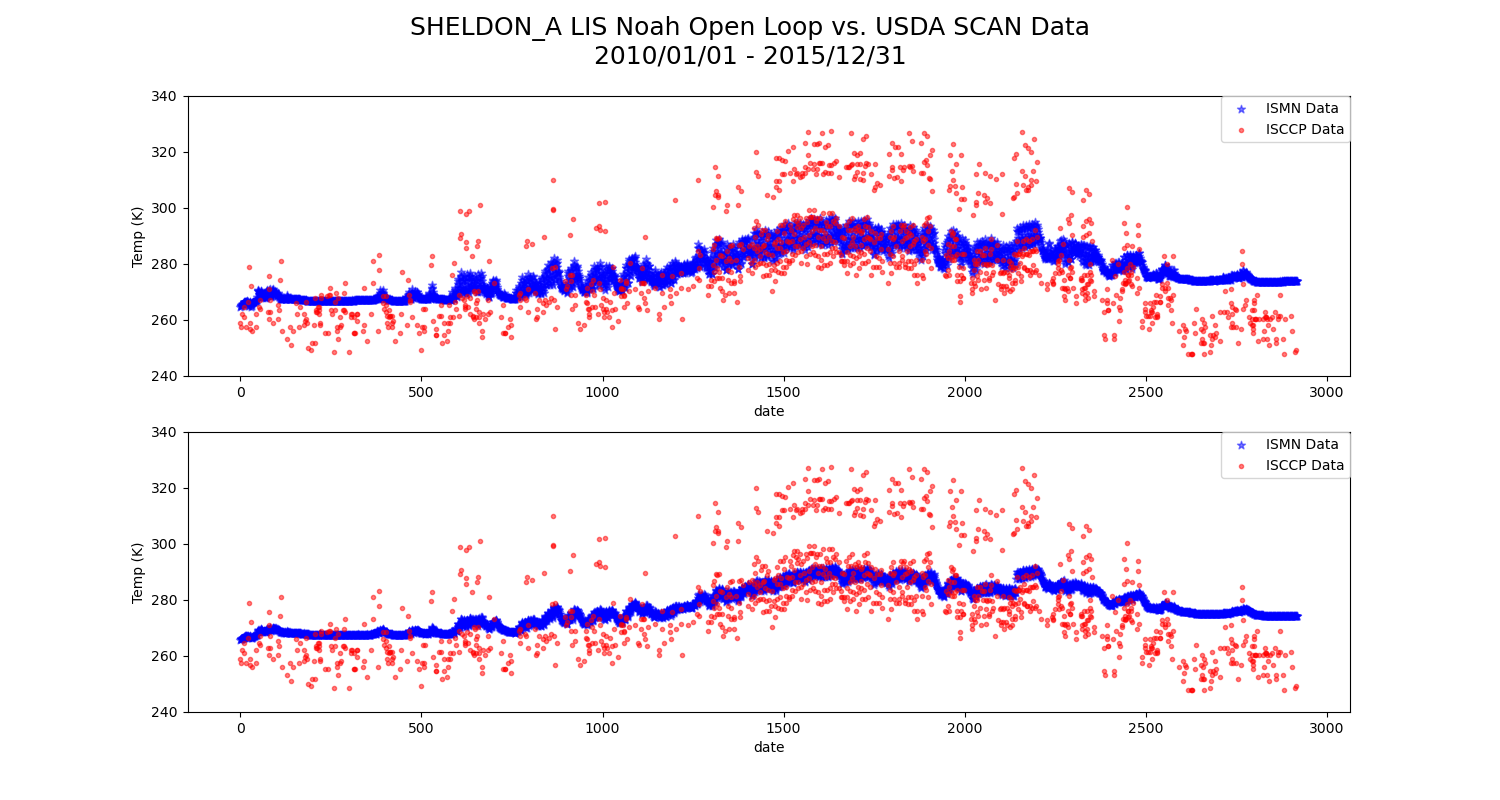 SHELDON_A LIS Noah Open Loop vs. USDA SCAN Data
2010/01/01 - 2015/12/31
340
320
300
280
260
240
Temp (K)
ISMN Data
ISCCP Data
0
500
1000
1500
2000
2500
3000
date
340
320
300
280
260
240
Temp (K)
ISMN Data
ISCCP Data
0
500
1000
1500
2000
2500
3000
date